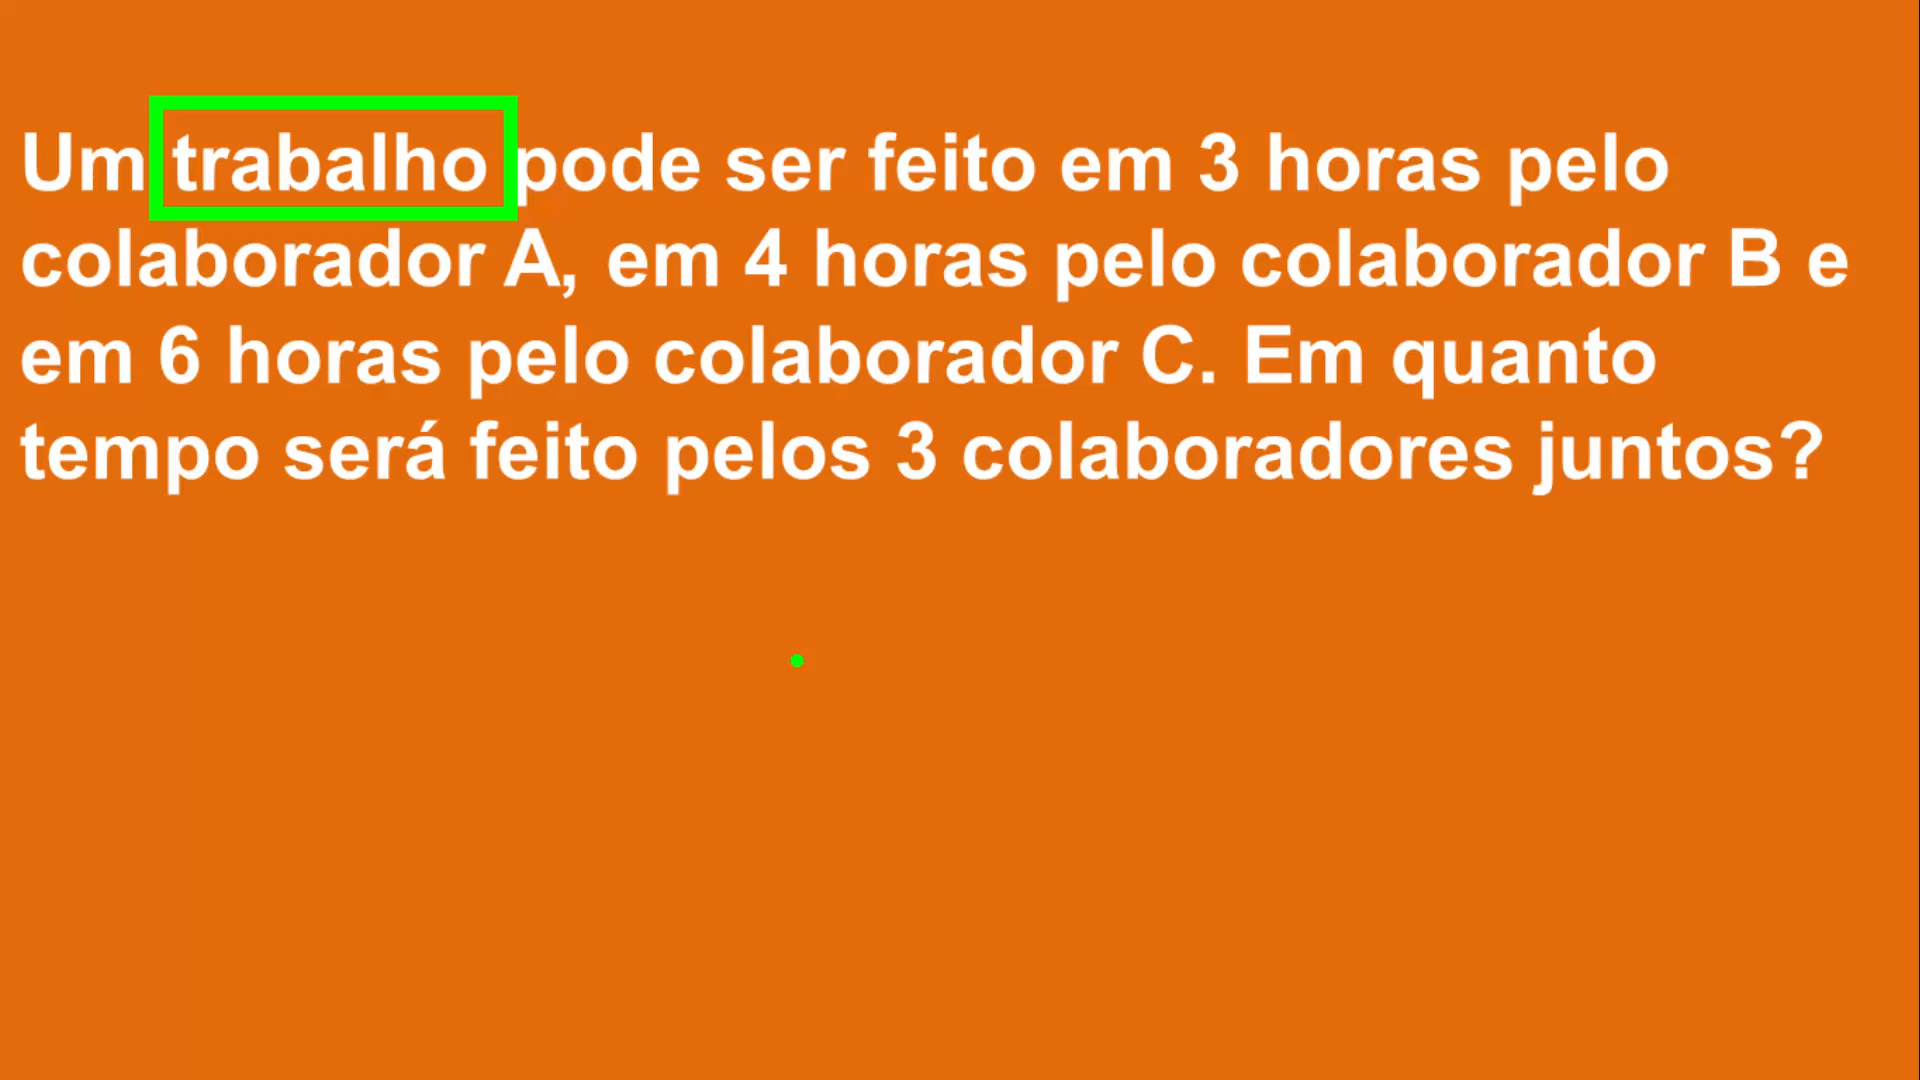 Um trabalho pode ser feito em 3 horas pelo
colaborador A, em 4 horas pelo colaborador B e
em 6 horas pelo colaborador C. Em quanto
tempo será feito pelos 3 colaboradores juntos?